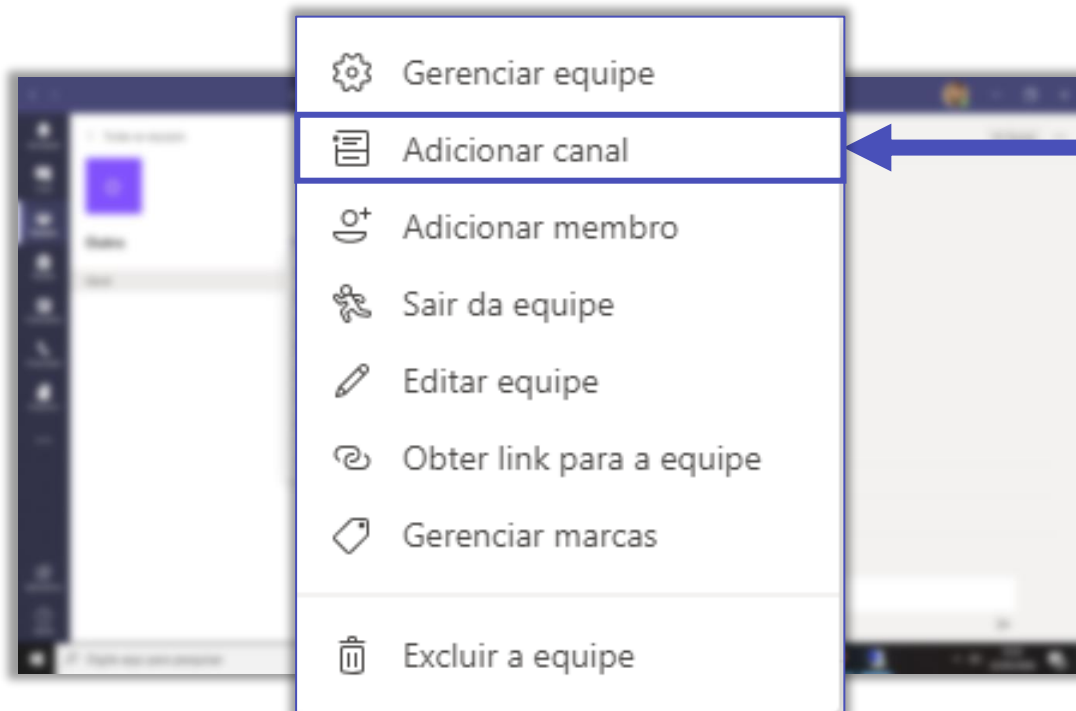 Gerenciar equipe
Adicionar canal
Adicionar membro
Sair da equipe
Editar equipe
Obter link para a equipe
Gerenciar marcas
Excluir a equipe